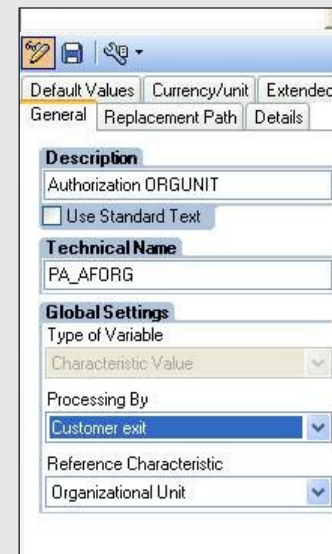 Default Values Currency/unit Extended
General Replacement Path Details
Description
Authorization ORGUNIT
Use Standard Text
Technical Name
PA_AFORG
Global Settings
Type of Variable
Characteristic Value
Processing By
Customer exit
Reference Characteristic
Organizational Unit